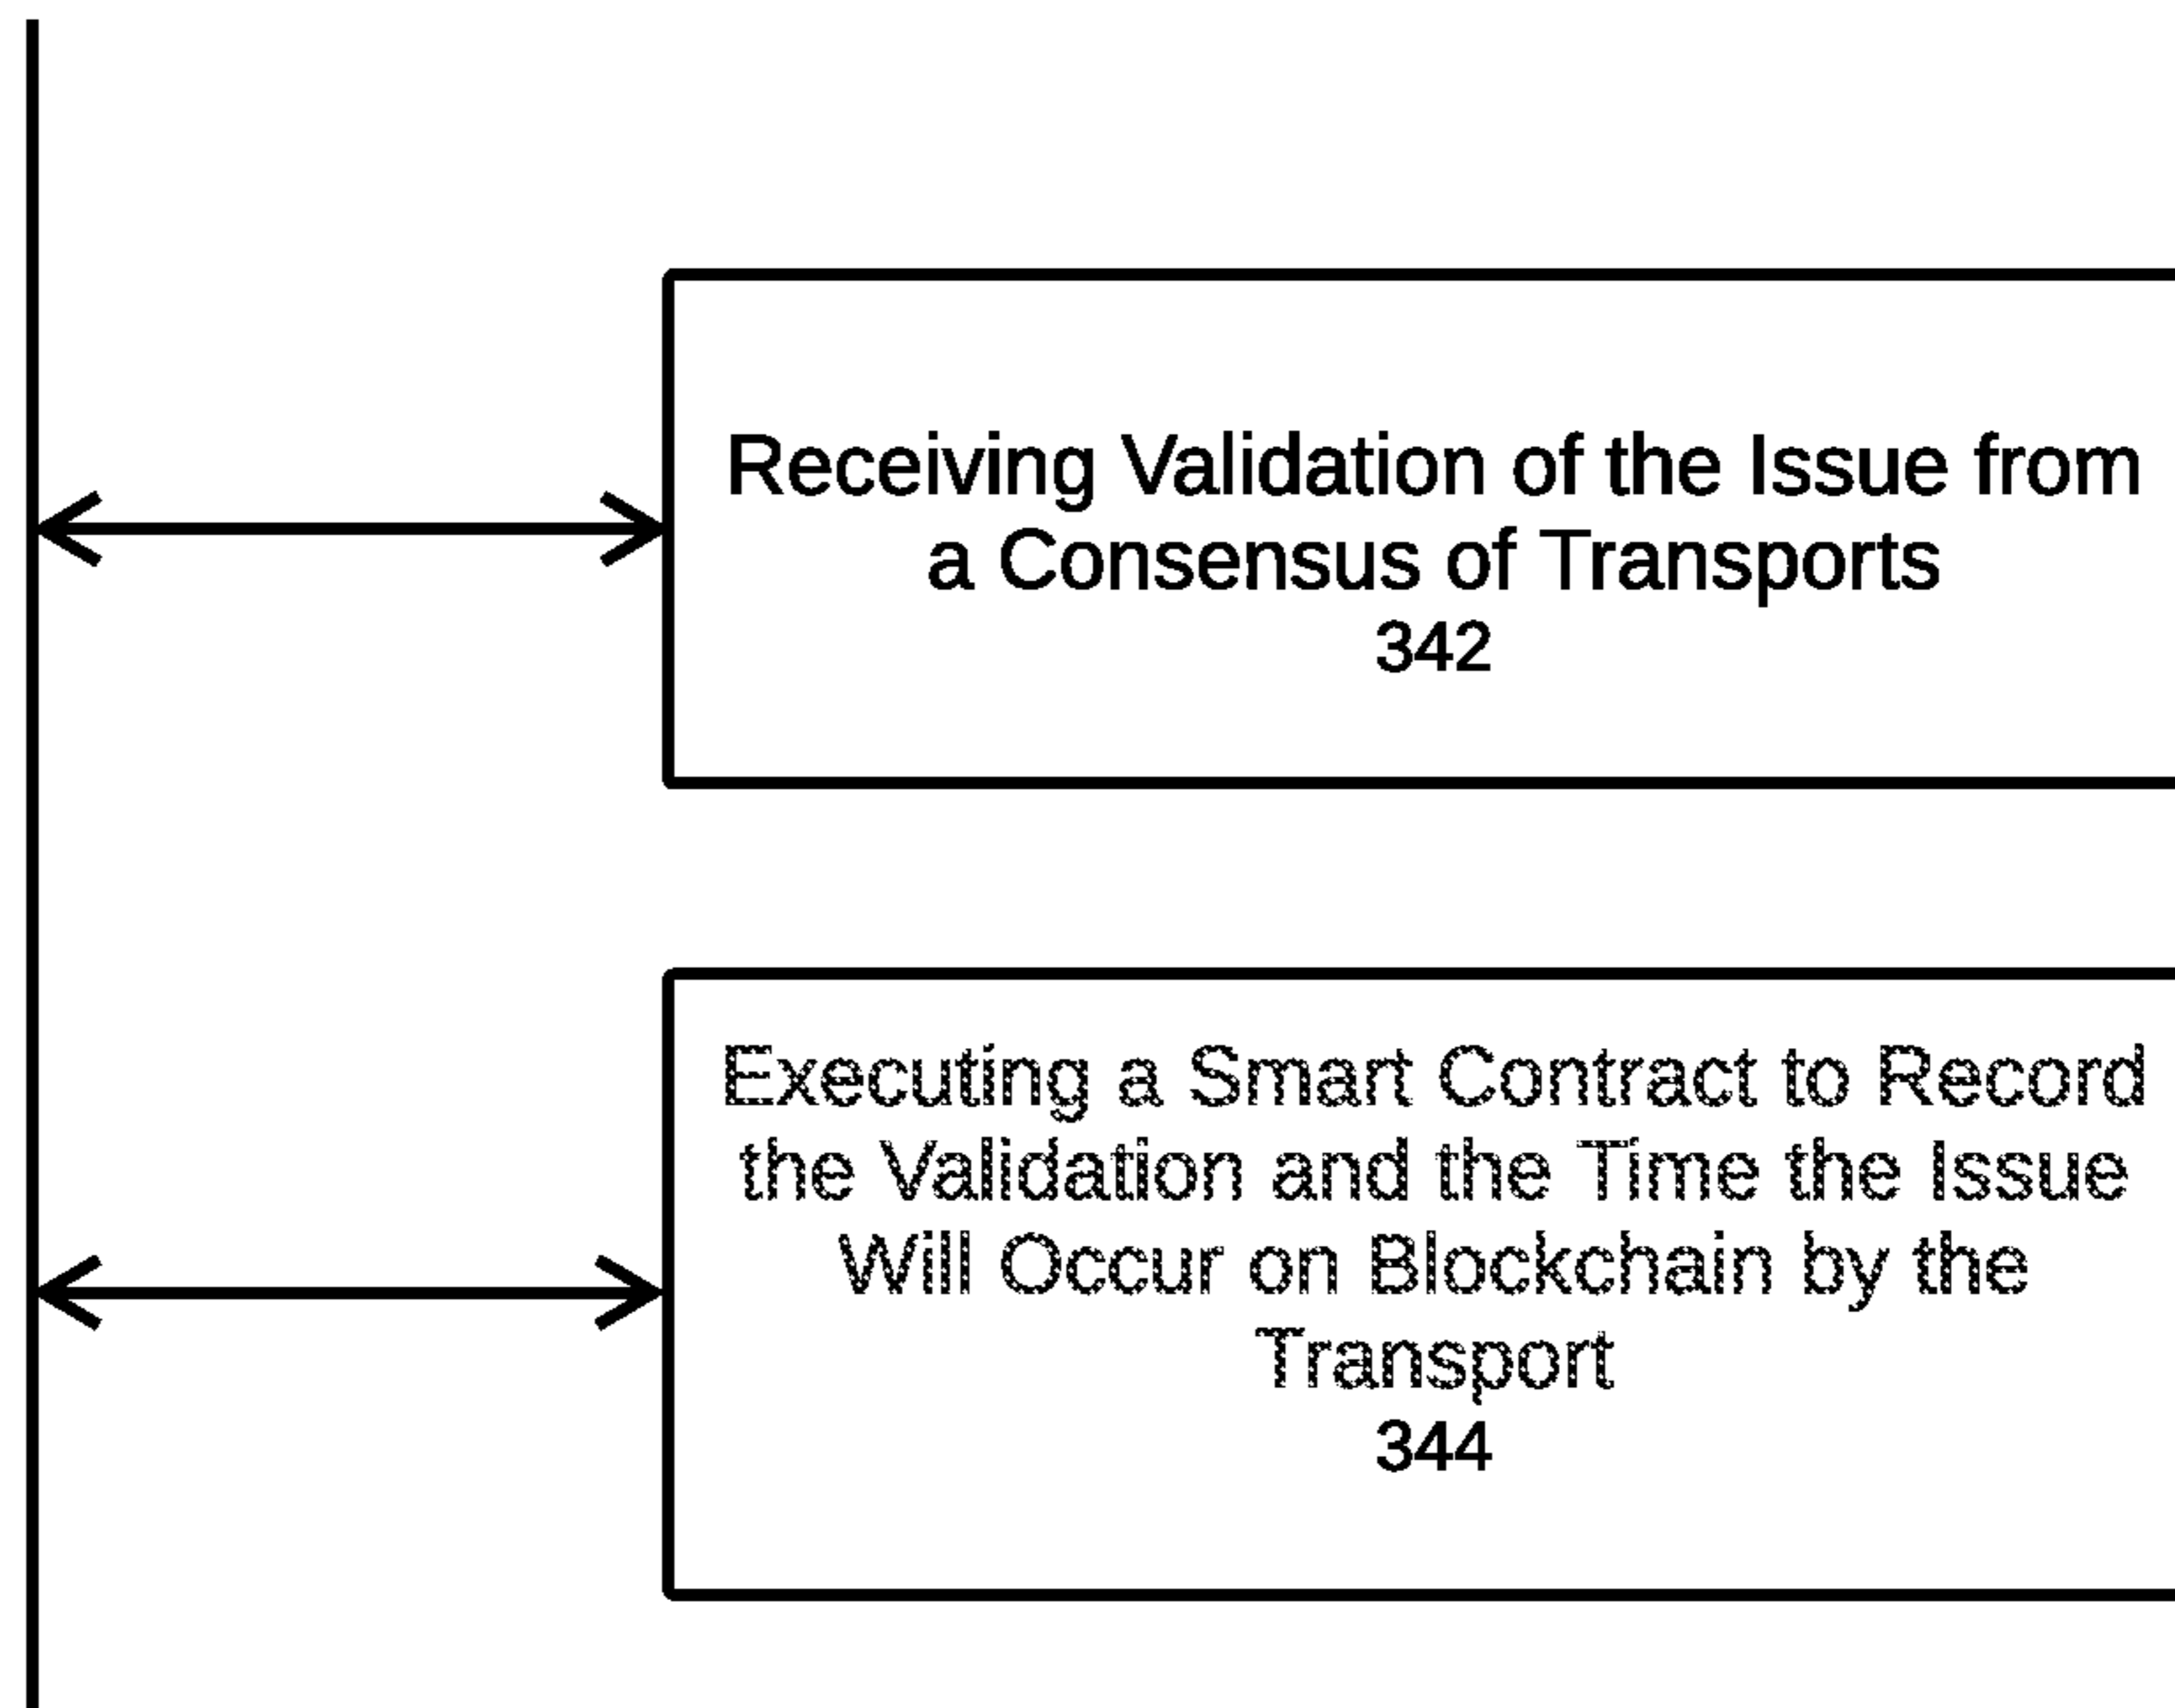 Receiving Validation of the Issue from
a Consensus of Transports
342
Executing a Smart Contract to Record
the Validation and the Time the Issue
Will Occur on Blockchain by the
Transport
344